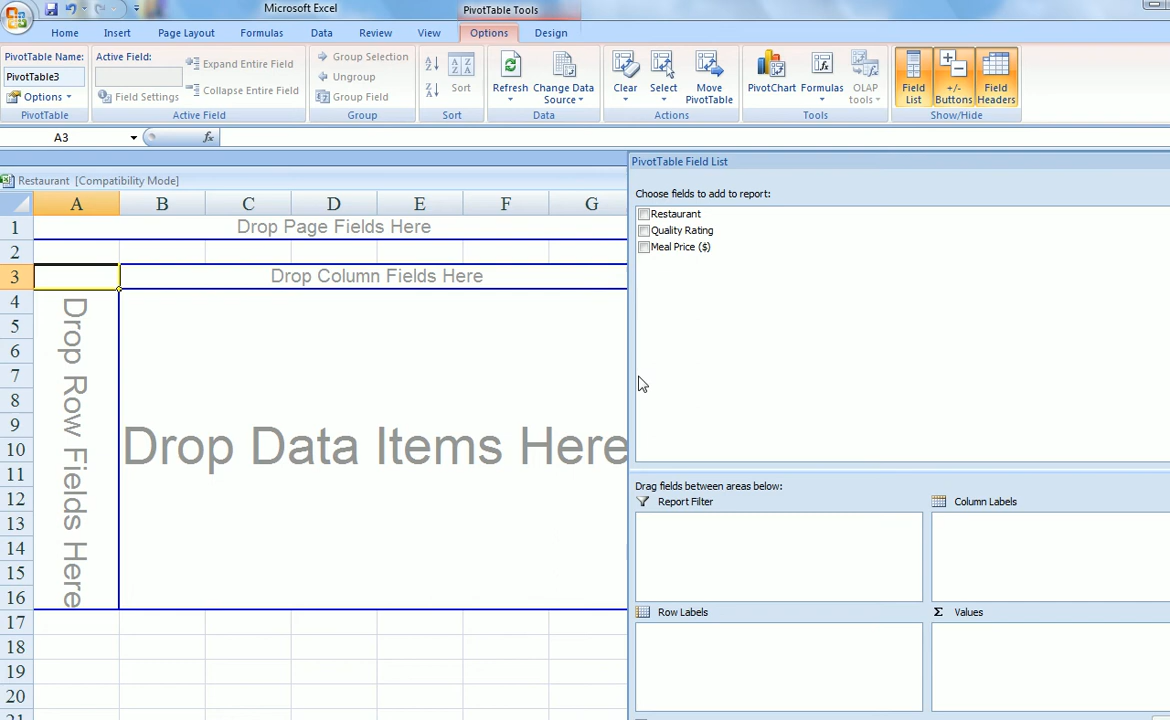 Microsoft Excel
PivotTable Tools
Home Insert Page Layout Formulas Data Review View Options Design
PivotTable Name:
PivotTable3
Options
PivotTable
Active Field:
Field Settings
Expand Entire Field
Collapse Entire Field
Active Field
Group Selection
Ungroup
Group Field
Group
Sort
Sort
Refresh
Change Data
Source
Data
Clear
Select
Move
PivotTable
Actions
PivotChart
Formulas
OLAP
tools
Tools
Field
List
+/-
Buttons
Field
Headers
Show/Hide
A3
fx
Restaurant [Compatibility Mode]
A B C D E F G
1 Drop Page Fields Here
2
3 Drop Column Fields Here
4
5
6
7
8
9
10
11
12
13
14
15
16
17
18
19
20
21
Drop Row Fields Here
Drop Data Items Here
PivotTable Field List
Choose fields to add to report:
Restaurant
Quality Rating
Meal Price ($)
Drag fields between areas below:
Report Filter
Column Labels
Row Labels
Σ Values